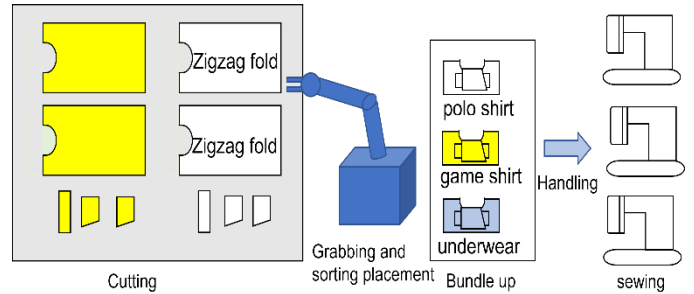 Zigzag fold
Zigzag fold
Cutting
Grabbing and
sorting placement
polo shirt
game shirt
underwear
Bundle up
Handling
sewing